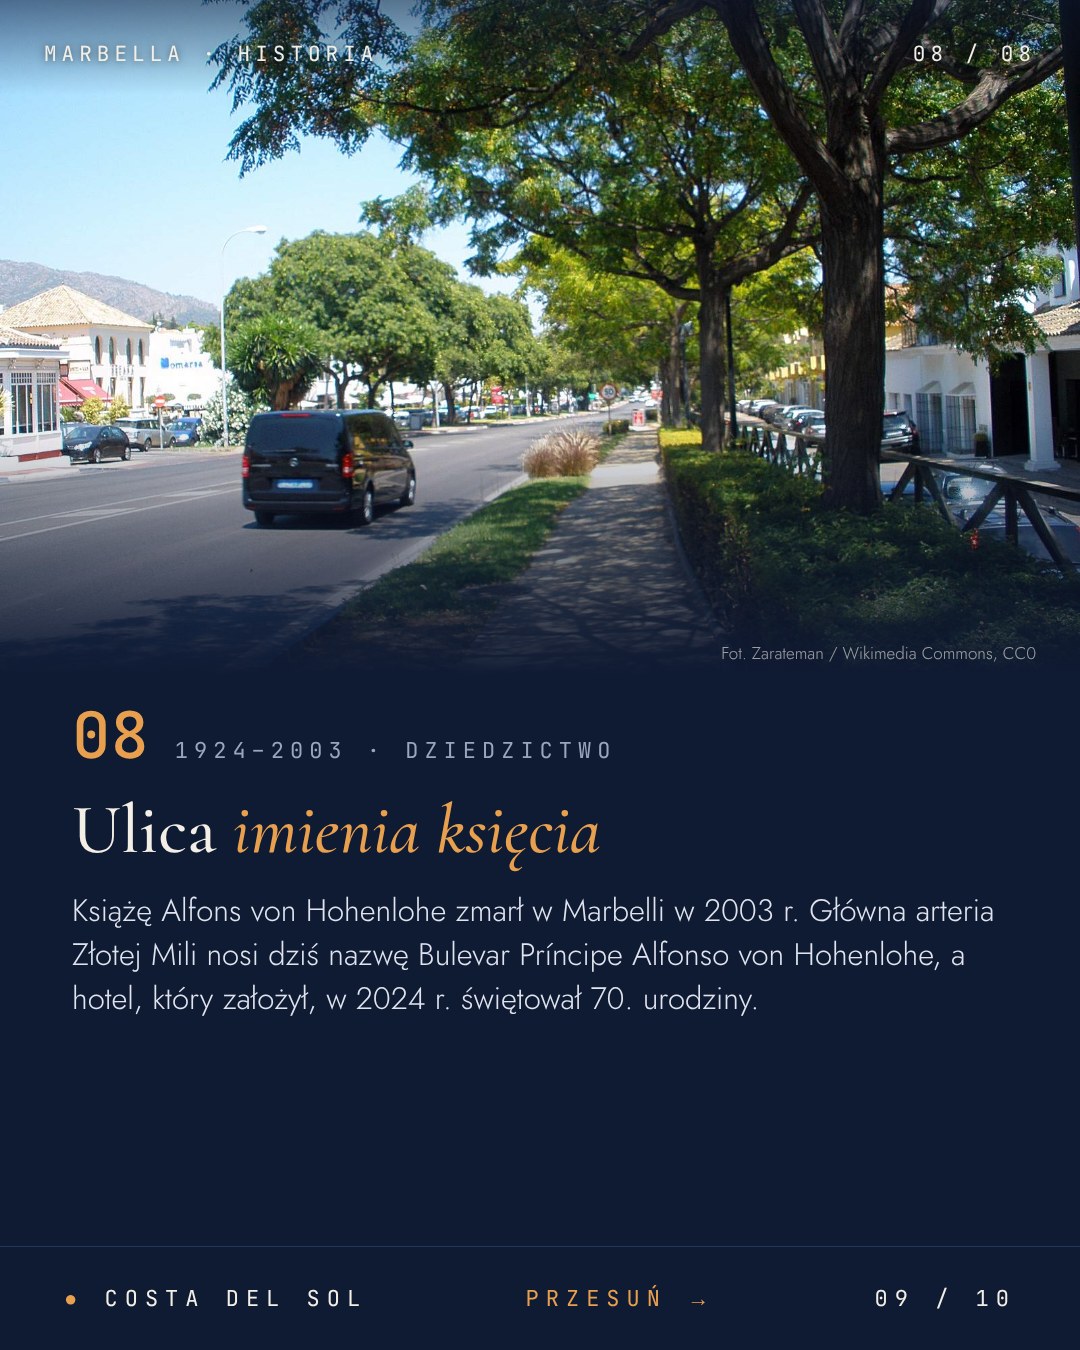 MARBELLA · HISTORIA
08 / 08
omarsa
Fot. Zarateman / Wikimedia Commons, CC0
08 1924–2003 · DZIEDZICTWO
Ulica imienia księcia
Książę Alfons von Hohenlohe zmarł w Marbelli w 2003 r. Główna arteria
Złotej Mili nosi dziś nazwę Bulevar Príncipe Alfonso von Hohenlohe, a
hotel, który założył, w 2024 r. świętował 70. urodziny.
• COSTA DEL SOL
PRZESUŃ →
09 / 10